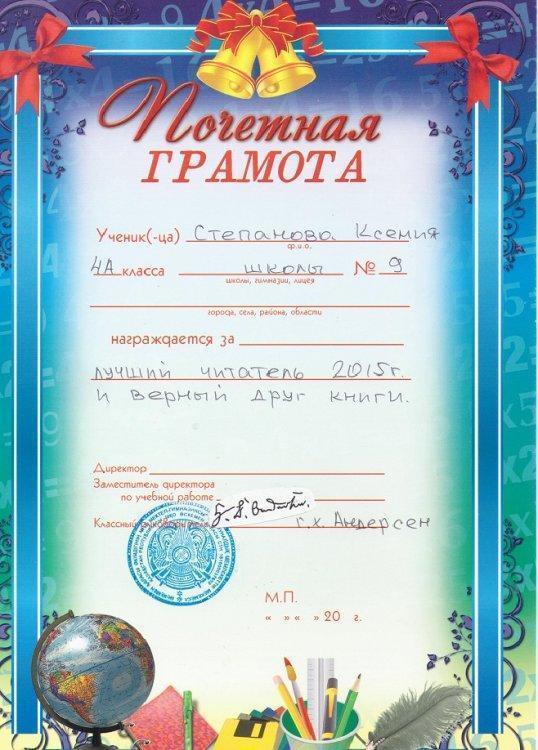 Почетная
ГРАМОТА
Ученик(-ца) Степанова Ксения
ф.и.о.
4А класса школы № 9
школы, гимназии, лицея
города, села, района, области
награждается за
лучший читатель 2015г.
и верный друг книги.
Директор
Заместитель директора
по учебной работе
Классный руководитель Г.Х. Андерсен
М.П.
« » « » 20 г.